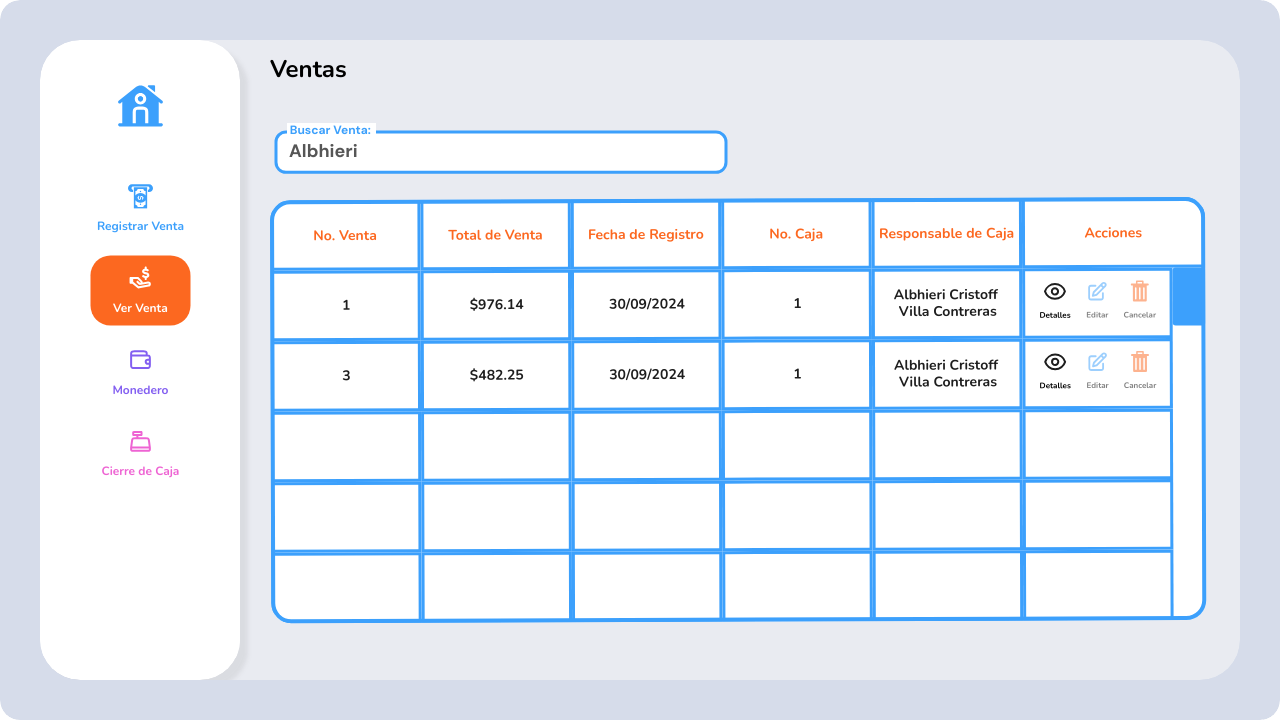 Ventas
Buscar Venta:
Albhieri
Registrar Venta
Ver Venta
Monedero
Cierre de Caja
No. Venta Total de Venta Fecha de Registro No. Caja Responsable de Caja Acciones
1 $976.14 30/09/2024 1 Albhieri Cristoff
Villa Contreras
Detalles Editar Cancelar
3 $482.25 30/09/2024 1 Albhieri Cristoff
Villa Contreras
Detalles Editar Cancelar